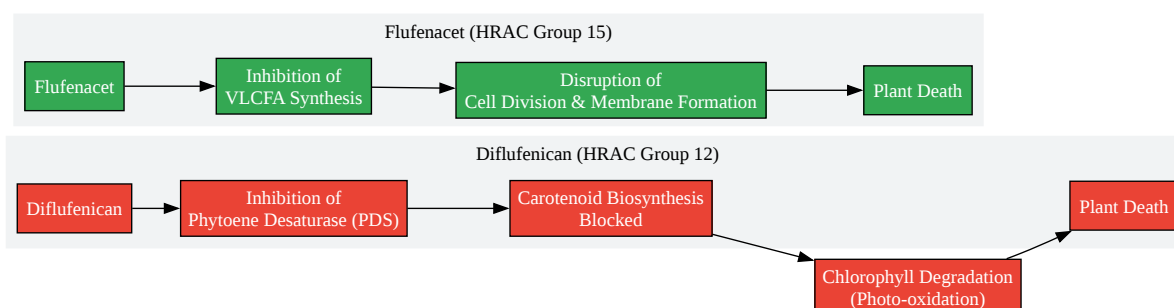 Flufenacet (HRAC Group 15)
Flufenacet
Inhibition of
VLCFA Synthesis
Disruption of
Cell Division & Membrane Formation
Plant Death
Diflufenican (HRAC Group 12)
Diflufenican
Inhibition of
Phytoene Desaturase (PDS)
Carotenoid Biosynthesis
Blocked
Chlorophyll Degradation
(Photo-oxidation)
Plant Death